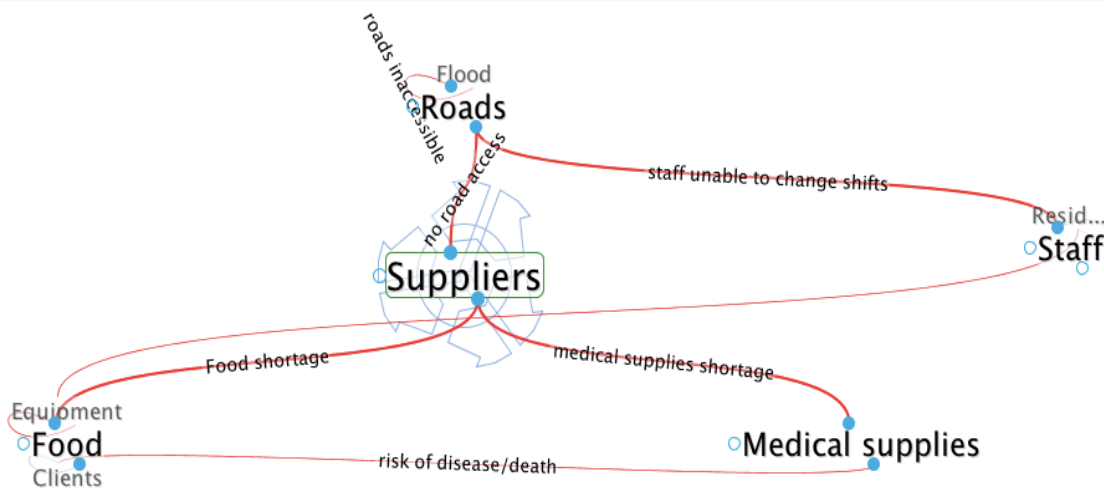 roads inaccessible
Flood
Roads
no road access
staff unable to change shifts
Resid...
Staff
Suppliers
Food shortage
medical supplies shortage
Equipment
Food
Medical supplies
risk of disease/death
Clients